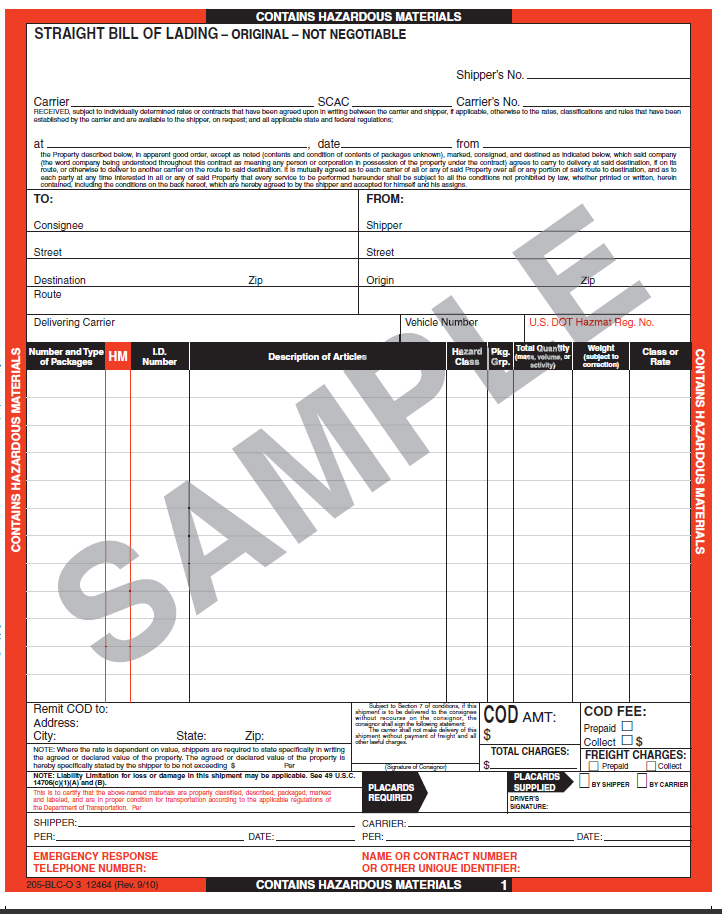 CONTAINS HAZARDOUS MATERIALS
STRAIGHT BILL OF LADING – ORIGINAL – NOT NEGOTIABLE
Shipper's No.
Carrier SCAC Carrier's No.
RECEIVED, subject to individually determined rates or contracts that have been agreed upon in writing between the carrier and shipper, if applicable, otherwise to the rates, classifications and rules that have been
established by the carrier and are available to the shipper, on request; and all applicable state and federal regulations;
at , date from
the Property described below, in apparent good order, except as noted (contents and condition of contents of packages unknown), marked, consigned, and destined as indicated below, which said company
(the word company being understood throughout this contract as meaning any person or corporation in possession of the property under the contract) agrees to carry to delivery at said destination, if on its
route, or otherwise to deliver to another carrier on the route to said destination. It is mutually agreed as to each carrier of all or any of said Property over all or any portion of said route to destination, and as to
each party at any time interested in all or any of said Property that every service to be performed hereunder shall be subject to all the conditions not prohibited by law, whether printed or written, herein
contained, including the conditions on the back hereof, which are hereby agreed to by the shipper and accepted for himself and his assigns.
TO: FROM:
Consignee Shipper
Street Street
Destination Zip Origin Zip
Route
Delivering Carrier Vehicle Number U.S. DOT Hazmat Reg. No.
Number and Type of Packages HM I.D. Number Description of Articles Hazard Class Pkg. Grp. Total Quantity (mass, volume, or activity) Weight (subject to correction) Class or Rate
CONTAINS HAZARDOUS MATERIALS
CONTAINS HAZARDOUS MATERIALS
SAMPLE
Remit COD to:
Address:
City: State: Zip:
Subject to Section 7 of conditions, if this
shipment is to be delivered to the consignee
without recourse on the consignor, the
consignor shall sign the following statement:
The carrier shall not make delivery of this
shipment without payment of freight and all
other lawful charges.
(Signature of Consignor)
COD AMT:
$
COD FEE:
Prepaid
Collect $
NOTE: Where the rate is dependent on value, shippers are required to state specifically in writing
the agreed or declared value of the property. The agreed or declared value of the property is
hereby specifically stated by the shipper to be not exceeding $ Per
TOTAL CHARGES:
$
FREIGHT CHARGES:
Prepaid Collect
NOTE: Liability Limitation for loss or damage in this shipment may be applicable. See 49 U.S.C.
14706(c)(1)(A) and (B).
This is to certify that the above-named materials are properly classified, described, packaged, marked
and labeled, and are in proper condition for transportation according to the applicable regulations of
the Department of Transportation. Per
PLACARDS
REQUIRED
PLACARDS
SUPPLIED
BY SHIPPER BY CARRIER
DRIVER'S
SIGNATURE:
SHIPPER: CARRIER:
PER: DATE: PER: DATE:
EMERGENCY RESPONSE
TELEPHONE NUMBER:
NAME OR CONTRACT NUMBER
OR OTHER UNIQUE IDENTIFIER:
205-BLC-O 3 12464 (Rev. 9/10) CONTAINS HAZARDOUS MATERIALS 1